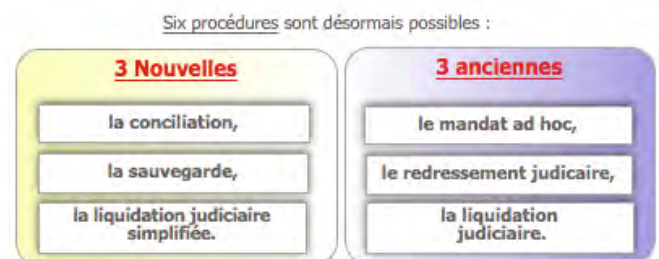 Six procédures sont désormais possibles :
3 Nouvelles
la conciliation,
la sauvegarde,
la liquidation judiciaire
simplifiée.
3 anciennes
le mandat ad hoc,
le redressement judicaire,
la liquidation
judiciaire.